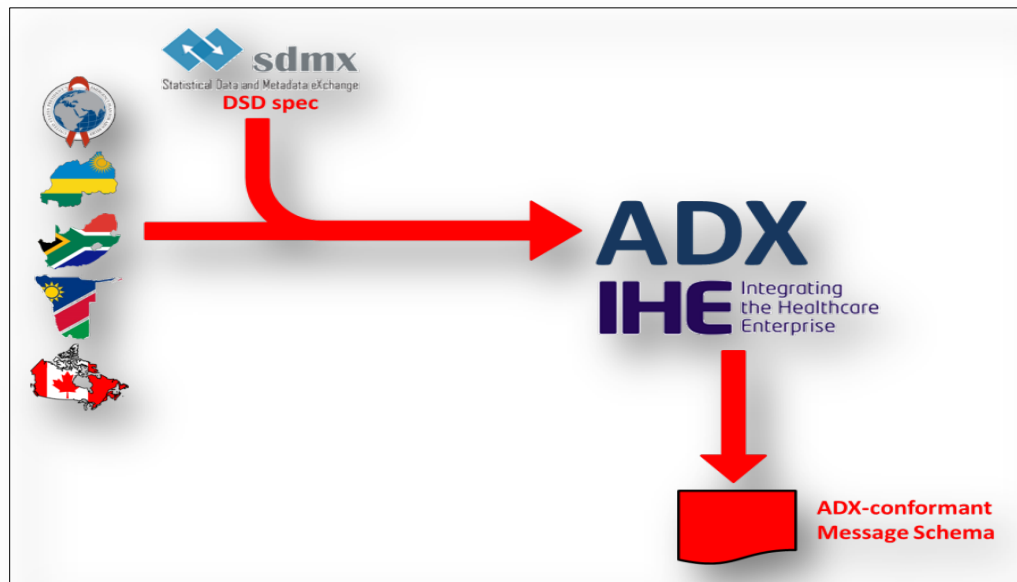 sdmx
Statistical Data and Metadata eXchange
DSD spec
ADX
IHE
Integrating
the Healthcare
Enterprise
ADX-conformant
Message Schema